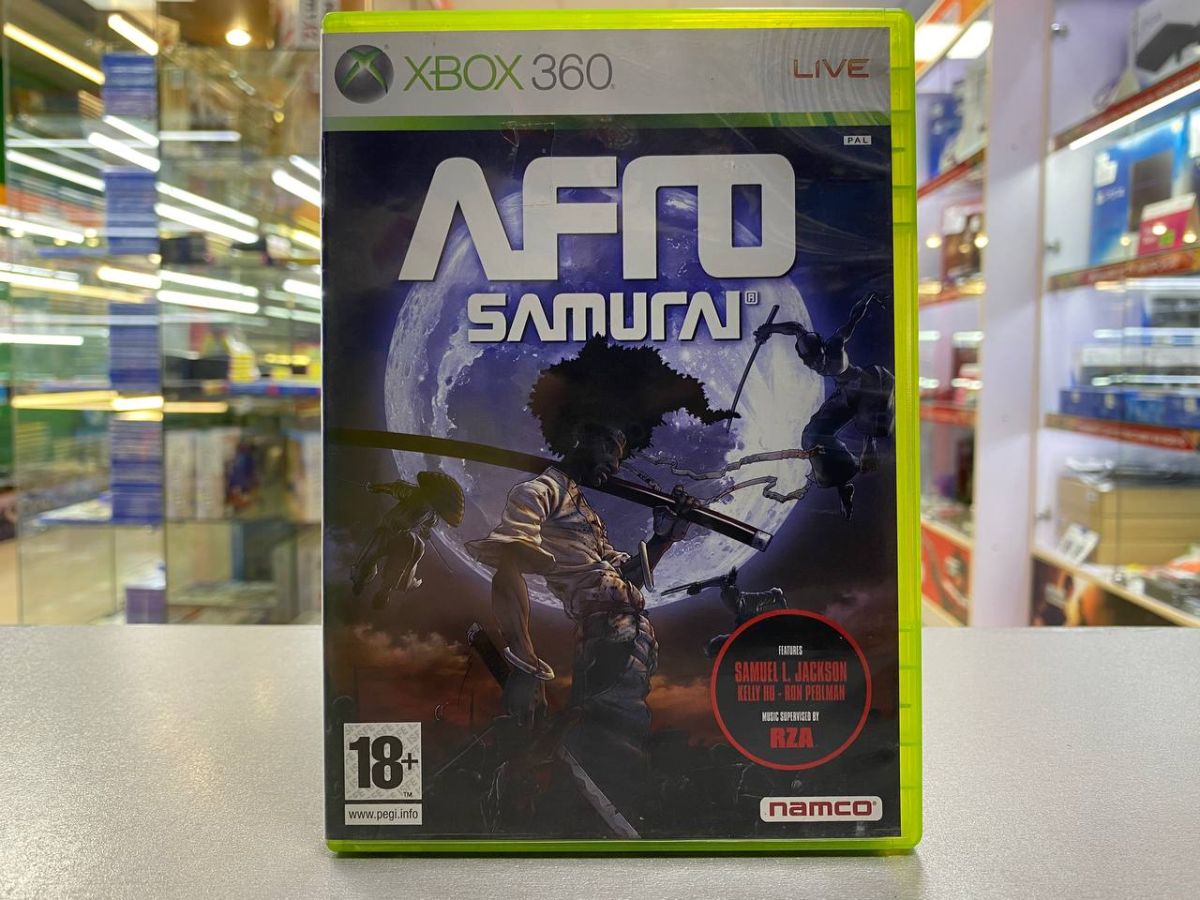 XBOX 360
LIVE
PAL
AFRO
SAMURAI®
FEATURES
SAMUEL L. JACKSON
KELLY HU - RON PERLMAN
MUSIC SUPERVISED BY
RZA
18+
TM
www.pegi.info
namco®